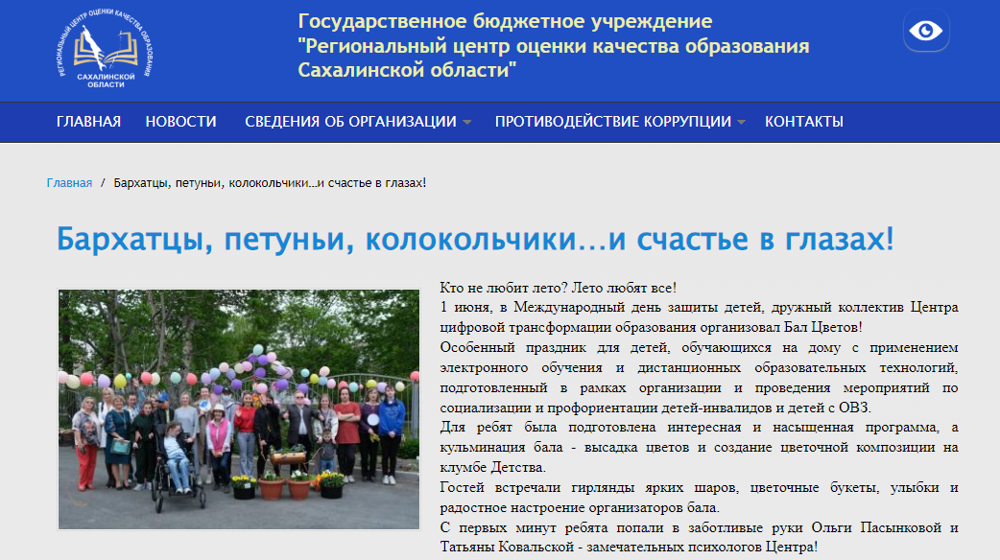 РЕГИОНАЛЬНЫЙ ЦЕНТР ОЦЕНКИ КАЧЕСТВА ОБРАЗОВАНИЯ
САХАЛИНСКОЙ
ОБЛАСТИ
Государственное бюджетное учреждение
"Региональный центр оценки качества образования
Сахалинской области"
ГЛАВНАЯ НОВОСТИ СВЕДЕНИЯ ОБ ОРГАНИЗАЦИИ ПРОТИВОДЕЙСТВИЕ КОРРУПЦИИ КОНТАКТЫ
Главная / Бархатцы, петуньи, колокольчики...и счастье в глазах!
Бархатцы, петуньи, колокольчики...и счастье в глазах!
Кто не любит лето? Лето любят все!
1 июня, в Международный день защиты детей, дружный коллектив Центра
цифровой трансформации образования организовал Бал Цветов!
Особенный праздник для детей, обучающихся на дому с применением
электронного обучения и дистанционных образовательных технологий,
подготовленный в рамках организации и проведения мероприятий по
социализации и профориентации детей-инвалидов и детей с ОВЗ.
Для ребят была подготовлена интересная и насыщенная программа, а
кульминация бала - высадка цветов и создание цветочной композиции на
клумбе Детства.
Гостей встречали гирлянды ярких шаров, цветочные букеты, улыбки и
радостное настроение организаторов бала.
С первых минут ребята попали в заботливые руки Ольги Пасынковой и
Татьяны Ковальской - замечательных психологов Центра!